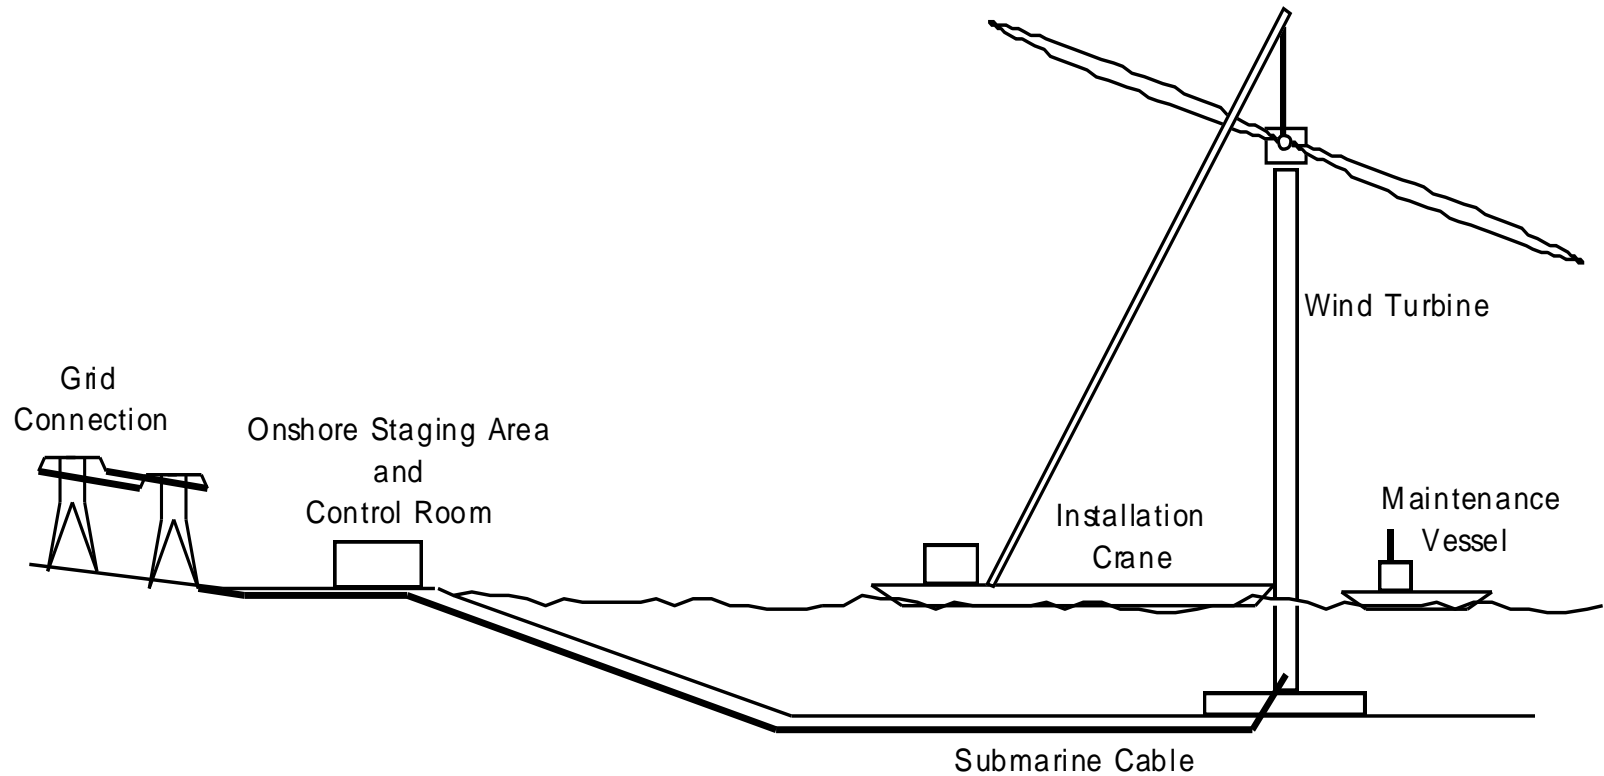 Wind Turbine
Grid
Connection
Onshore Staging Area
and
Control Room
Installation
Crane
Maintenance
Vessel
Submarine Cable